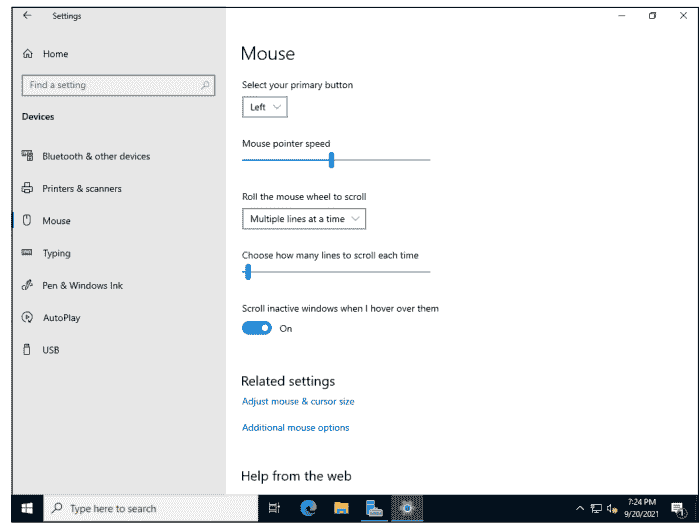 Settings
Home
Find a setting
Devices
Bluetooth & other devices
Printers & scanners
Mouse
Typing
Pen & Windows Ink
AutoPlay
USB
Mouse
Select your primary button
Left
Mouse pointer speed
Roll the mouse wheel to scroll
Multiple lines at a time
Choose how many lines to scroll each time
Scroll inactive windows when I hover over them
On
Related settings
Adjust mouse & cursor size
Additional mouse options
Help from the web
Type here to search
7:24 PM
9/20/2021